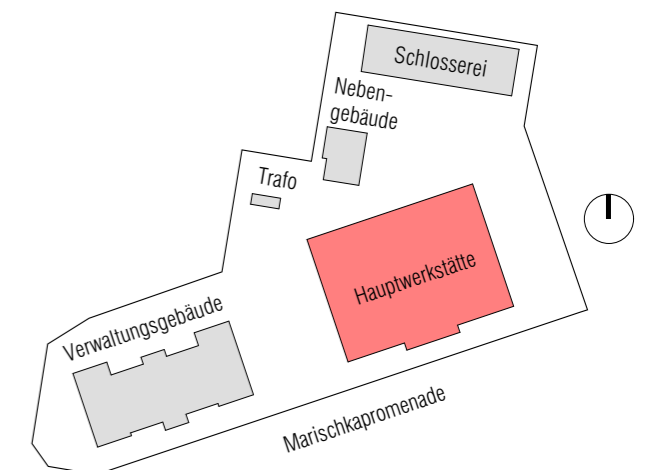 Schlosserei
Neben-
gebäude
Trafo
Hauptwerkstätte
Verwaltungsgebäude
Marischkapromenade